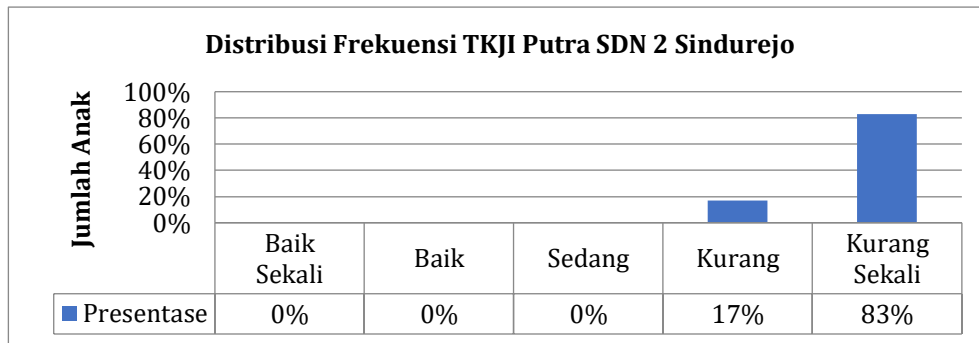 Distribusi Frekuensi TKJI Putra SDN 2 Sindurejo
Jumlah Anak
100%
80%
60%
40%
20%
0%
Baik Sekali
Baik
Sedang
Kurang
Kurang Sekali
Presentase 0% 0% 0% 17% 83%